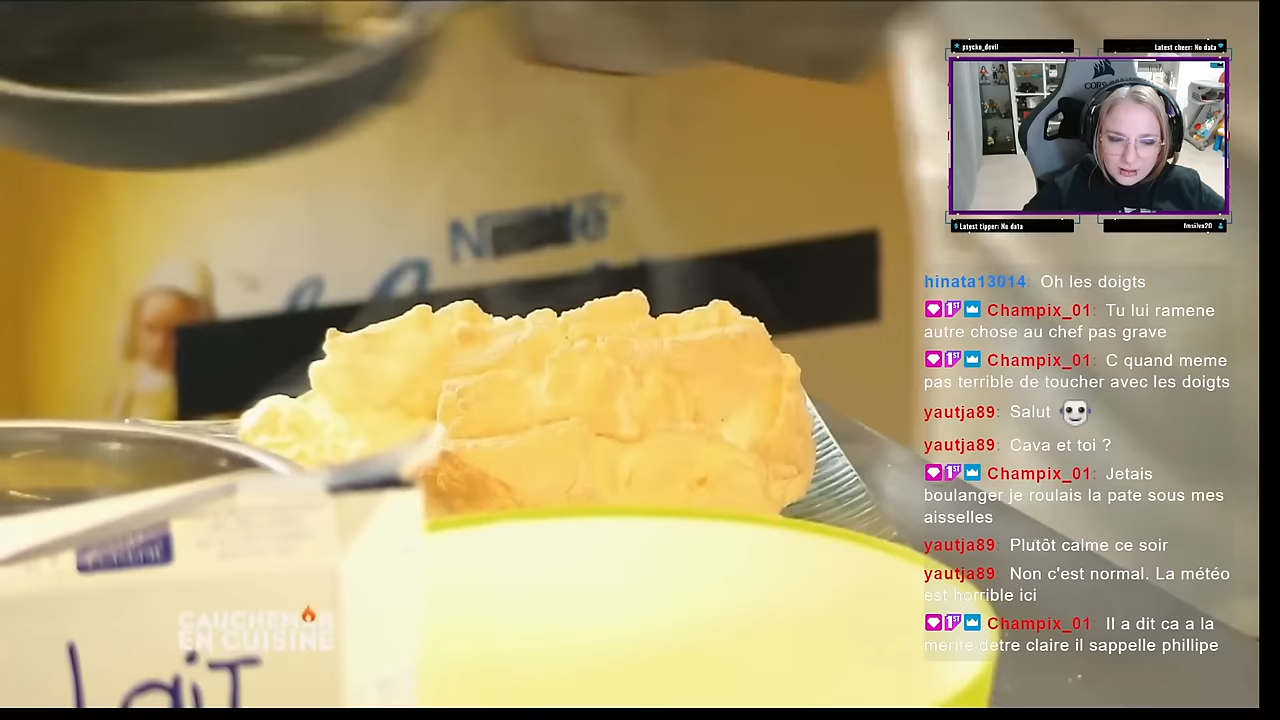 psycko_devil
Latest cheer: No data
CORS
Latest tipper: No data
fmsilva20
hinata13014: Oh les doigts
Champix_01: Tu lui ramene
autre chose au chef pas grave
Champix_01: C quand meme
pas terrible de toucher avec les doigts
yautja89: Salut
yautja89: Cava et toi ?
Champix_01: Jetais
boulanger je roulais la pate sous mes
aisselles
yautja89: Plutôt calme ce soir
yautja89: Non c'est normal. La météo
est horrible ici
Champix_01: Il a dit ca a la
merite detre claire il sappelle phillipe
CAUCHEMAR
EN CUISINE
Lait